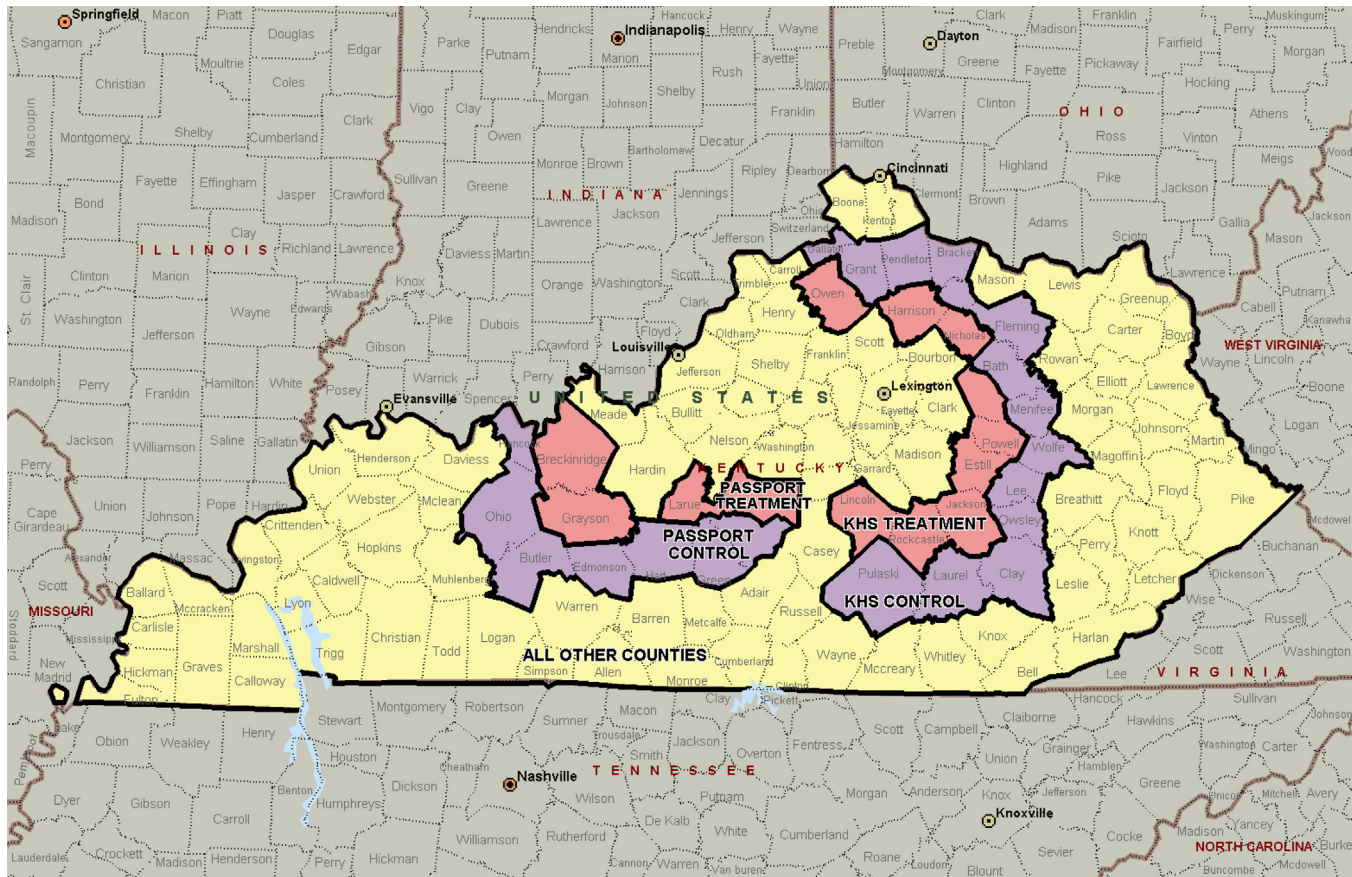 Springfield
Macon
Piatt
Sangamon
Douglas
Edgar
Moultrie
Christian
Coles
Macoupin
Montgomery
Shelby
Cumberland
Clark
Fayette
Effingham
Jasper
Crawford
Bond
Madison
Clay
Richland
Lawrence
ILLINOIS
Clinton
Marion
St. Clair
Washington
Wayne
Edwards
Wabash
Jefferson
Randolph
Perry
Franklin
Hamilton
White
Jackson
Williamson
Saline
Gallatin
Perry
Union
Johnson
Pope
Hardin
Cape
Girardeau
Alexander
Massac
Scott
MISSOURI
Stoddard
Mississippi
New
Madrid
Pemiscot
Lake
Hendricks
Indianapolis
Hancock
Henry
Wayne
Parke
Putnam
Marion
Rush
Fayette
Union
Vigo
Clay
Morgan
Johnson
Shelby
Franklin
Owen
Monroe
Brown
Bartholomew
Decatur
Sullivan
Greene
Ripley
Dearborn
Jennings
INDIANA
Jackson
Lawrence
Ohio
Switzerland
Jefferson
Knox
Daviess
Martin
Orange
Washington
Scott
Clark
Pike
Dubois
Gibson
Crawford
Floyd
Harrison
Posey
Warrick
Perry
Spencer
Evansville
Louisville
Preble
Dayton
Montgomery
Greene
Clark
Madison
Franklin
Fayette
Pickaway
Fairfield
Perry
Muskingum
Morgan
Hocking
Butler
Warren
Clinton
OHIO
Ross
Vinton
Athens
Wood
Meigs
Hamilton
Cincinnati
Clermont
Highland
Pike
Jackson
Brown
Adams
Scioto
Gallia
Jackson
Mason
Lawrence
Cabell
Putnam
Kanawha
WEST VIRGINIA
Wayne
Lincoln
Boone
Logan
Mingo
Mcdowell
Buchanan
Dickenson
Wise
Russell
Scott
Washington
Lee
VIRGINIA
Boone
Kenton
Gallatin
Grant
Pendleton
Bracken
Mason
Lewis
Greenup
Carroll
Trimble
Owen
Henry
Harrison
Nicholas
Fleming
Carter
Boyd
Oldham
Scott
Bourbon
Rowan
Bath
Elliott
Lawrence
Jefferson
Shelby
Franklin
Lexington
Fayette
Clark
Menifee
Morgan
Johnson
Martin
UNITED STATES
Meade
Bullitt
Nelson
Washington
Jessamine
Madison
Garrard
Powell
Estill
Wolfe
Magoffin
Hancock
Breckinridge
Hardin
KENTUCKY
Daviess
Henderson
Union
Webster
Mclean
Ohio
Grayson
Larue
PASSPORT
TREATMENT
Lincoln
Jackson
Lee
Owsley
Breathitt
Floyd
Pike
KHS TREATMENT
Rockcastle
PASSPORT
CONTROL
Casey
Knott
Perry
Crittenden
Livingston
Hopkins
Caldwell
Muhlenberg
Butler
Edmonson
Hart
Green
Adair
Pulaski
Laurel
Clay
Leslie
Letcher
KHS CONTROL
Ballard
Mccracken
Lyon
Carlisle
Marshall
Trigg
Christian
Todd
Logan
Warren
Barren
Metcalfe
Russell
Knox
Harlan
Hickman
Graves
Calloway
Fulton
ALL OTHER COUNTIES
Simpson
Allen
Monroe
Cumberland
Clinton
Wayne
Mccreary
Whitley
Bell
Obion
Weakley
Henry
Stewart
Montgomery
Robertson
Sumner
Macon
Trousdale
Clay
Pickett
Scott
Campbell
Claiborne
Hancock
Hawkins
Sullivan
Johnson
Houston
Cheatham
Smith
Jackson
Overton
Fentress
Union
Grainger
Hamblen
Washington
Carter
Dyer
Gibson
Benton
Humphreys
Dickson
Nashville
TENNESSEE
Wilson
Putnam
Morgan
Anderson
Knox
Jefferson
Greene
Unicoi
Mitchell
Avery
Carroll
Williamson
Rutherford
De Kalb
White
Cumberland
Knoxville
Cocke
Madison
Yancey
NORTH CAROLINA
Burke
Lauderdale
Crockett
Madison
Henderson
Perry
Hickman
Cannon
Warren
Van buren
Roane
Loudon
Blount
Sevier
Buncombe
Mcdowell